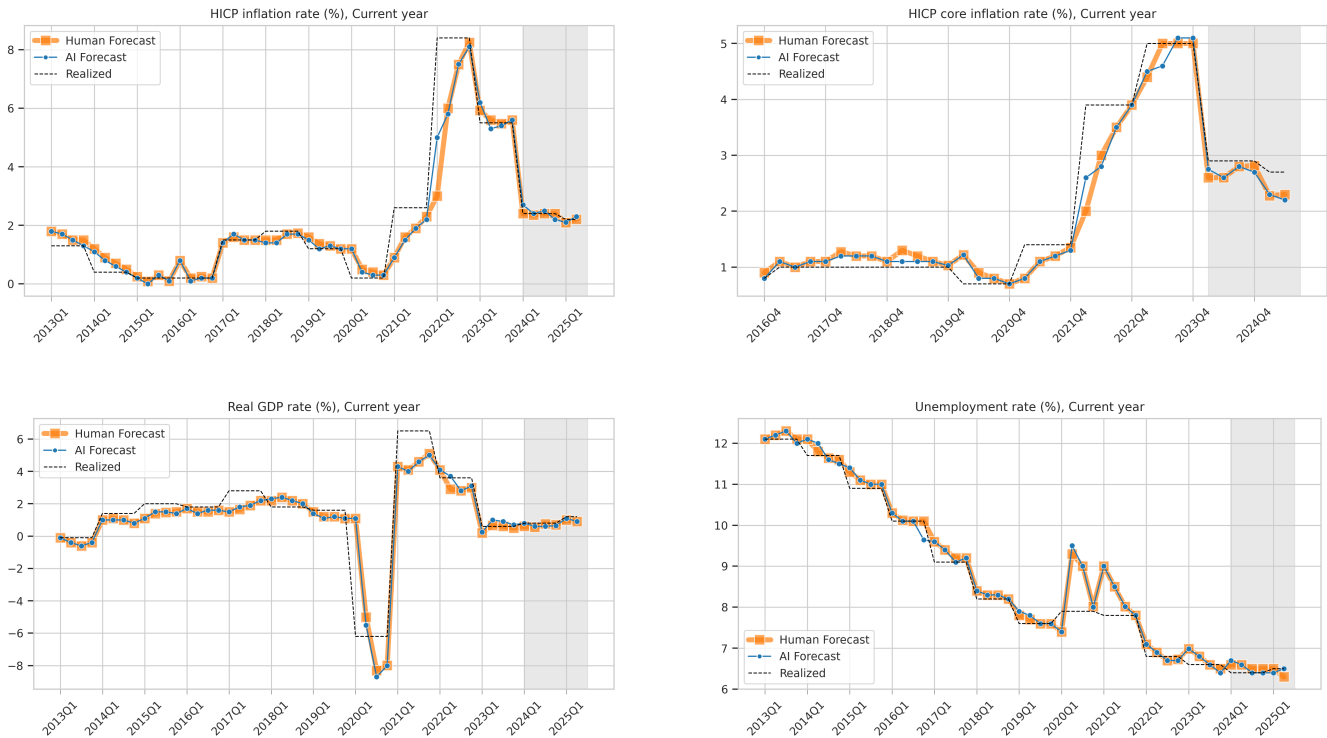 HICP inflation rate (%), Current year
Human Forecast
AI Forecast
Realized
8
6
4
2
0
2013Q1
2014Q1
2015Q1
2016Q1
2017Q1
2018Q1
2019Q1
2020Q1
2021Q1
2022Q1
2023Q1
2024Q1
2025Q1
HICP core inflation rate (%), Current year
Human Forecast
AI Forecast
Realized
5
4
3
2
1
2016Q4
2017Q4
2018Q4
2019Q4
2020Q4
2021Q4
2022Q4
2023Q4
2024Q4
Real GDP rate (%), Current year
Human Forecast
AI Forecast
Realized
6
4
2
0
−2
−4
−6
−8
2013Q1
2014Q1
2015Q1
2016Q1
2017Q1
2018Q1
2019Q1
2020Q1
2021Q1
2022Q1
2023Q1
2024Q1
2025Q1
Unemployment rate (%), Current year
12
11
10
9
8
7
6
Human Forecast
AI Forecast
Realized
2013Q1
2014Q1
2015Q1
2016Q1
2017Q1
2018Q1
2019Q1
2020Q1
2021Q1
2022Q1
2023Q1
2024Q1
2025Q1